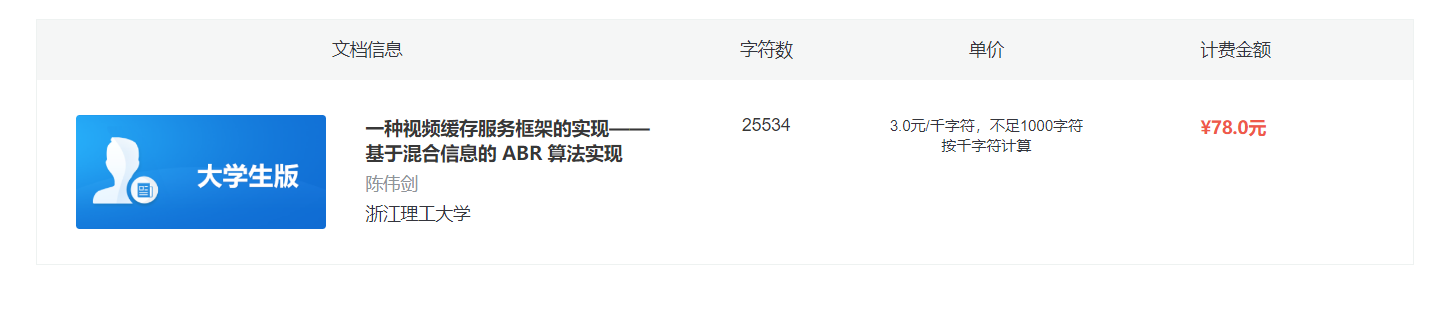 文档信息
字符数
单价
计费金额
大学生版
一种视频缓存服务框架的实现——
基于混合信息的 ABR 算法实现
陈伟剑
浙江理工大学
25534
3.0元/千字符，不足1000字符
按千字符计算
¥78.0元